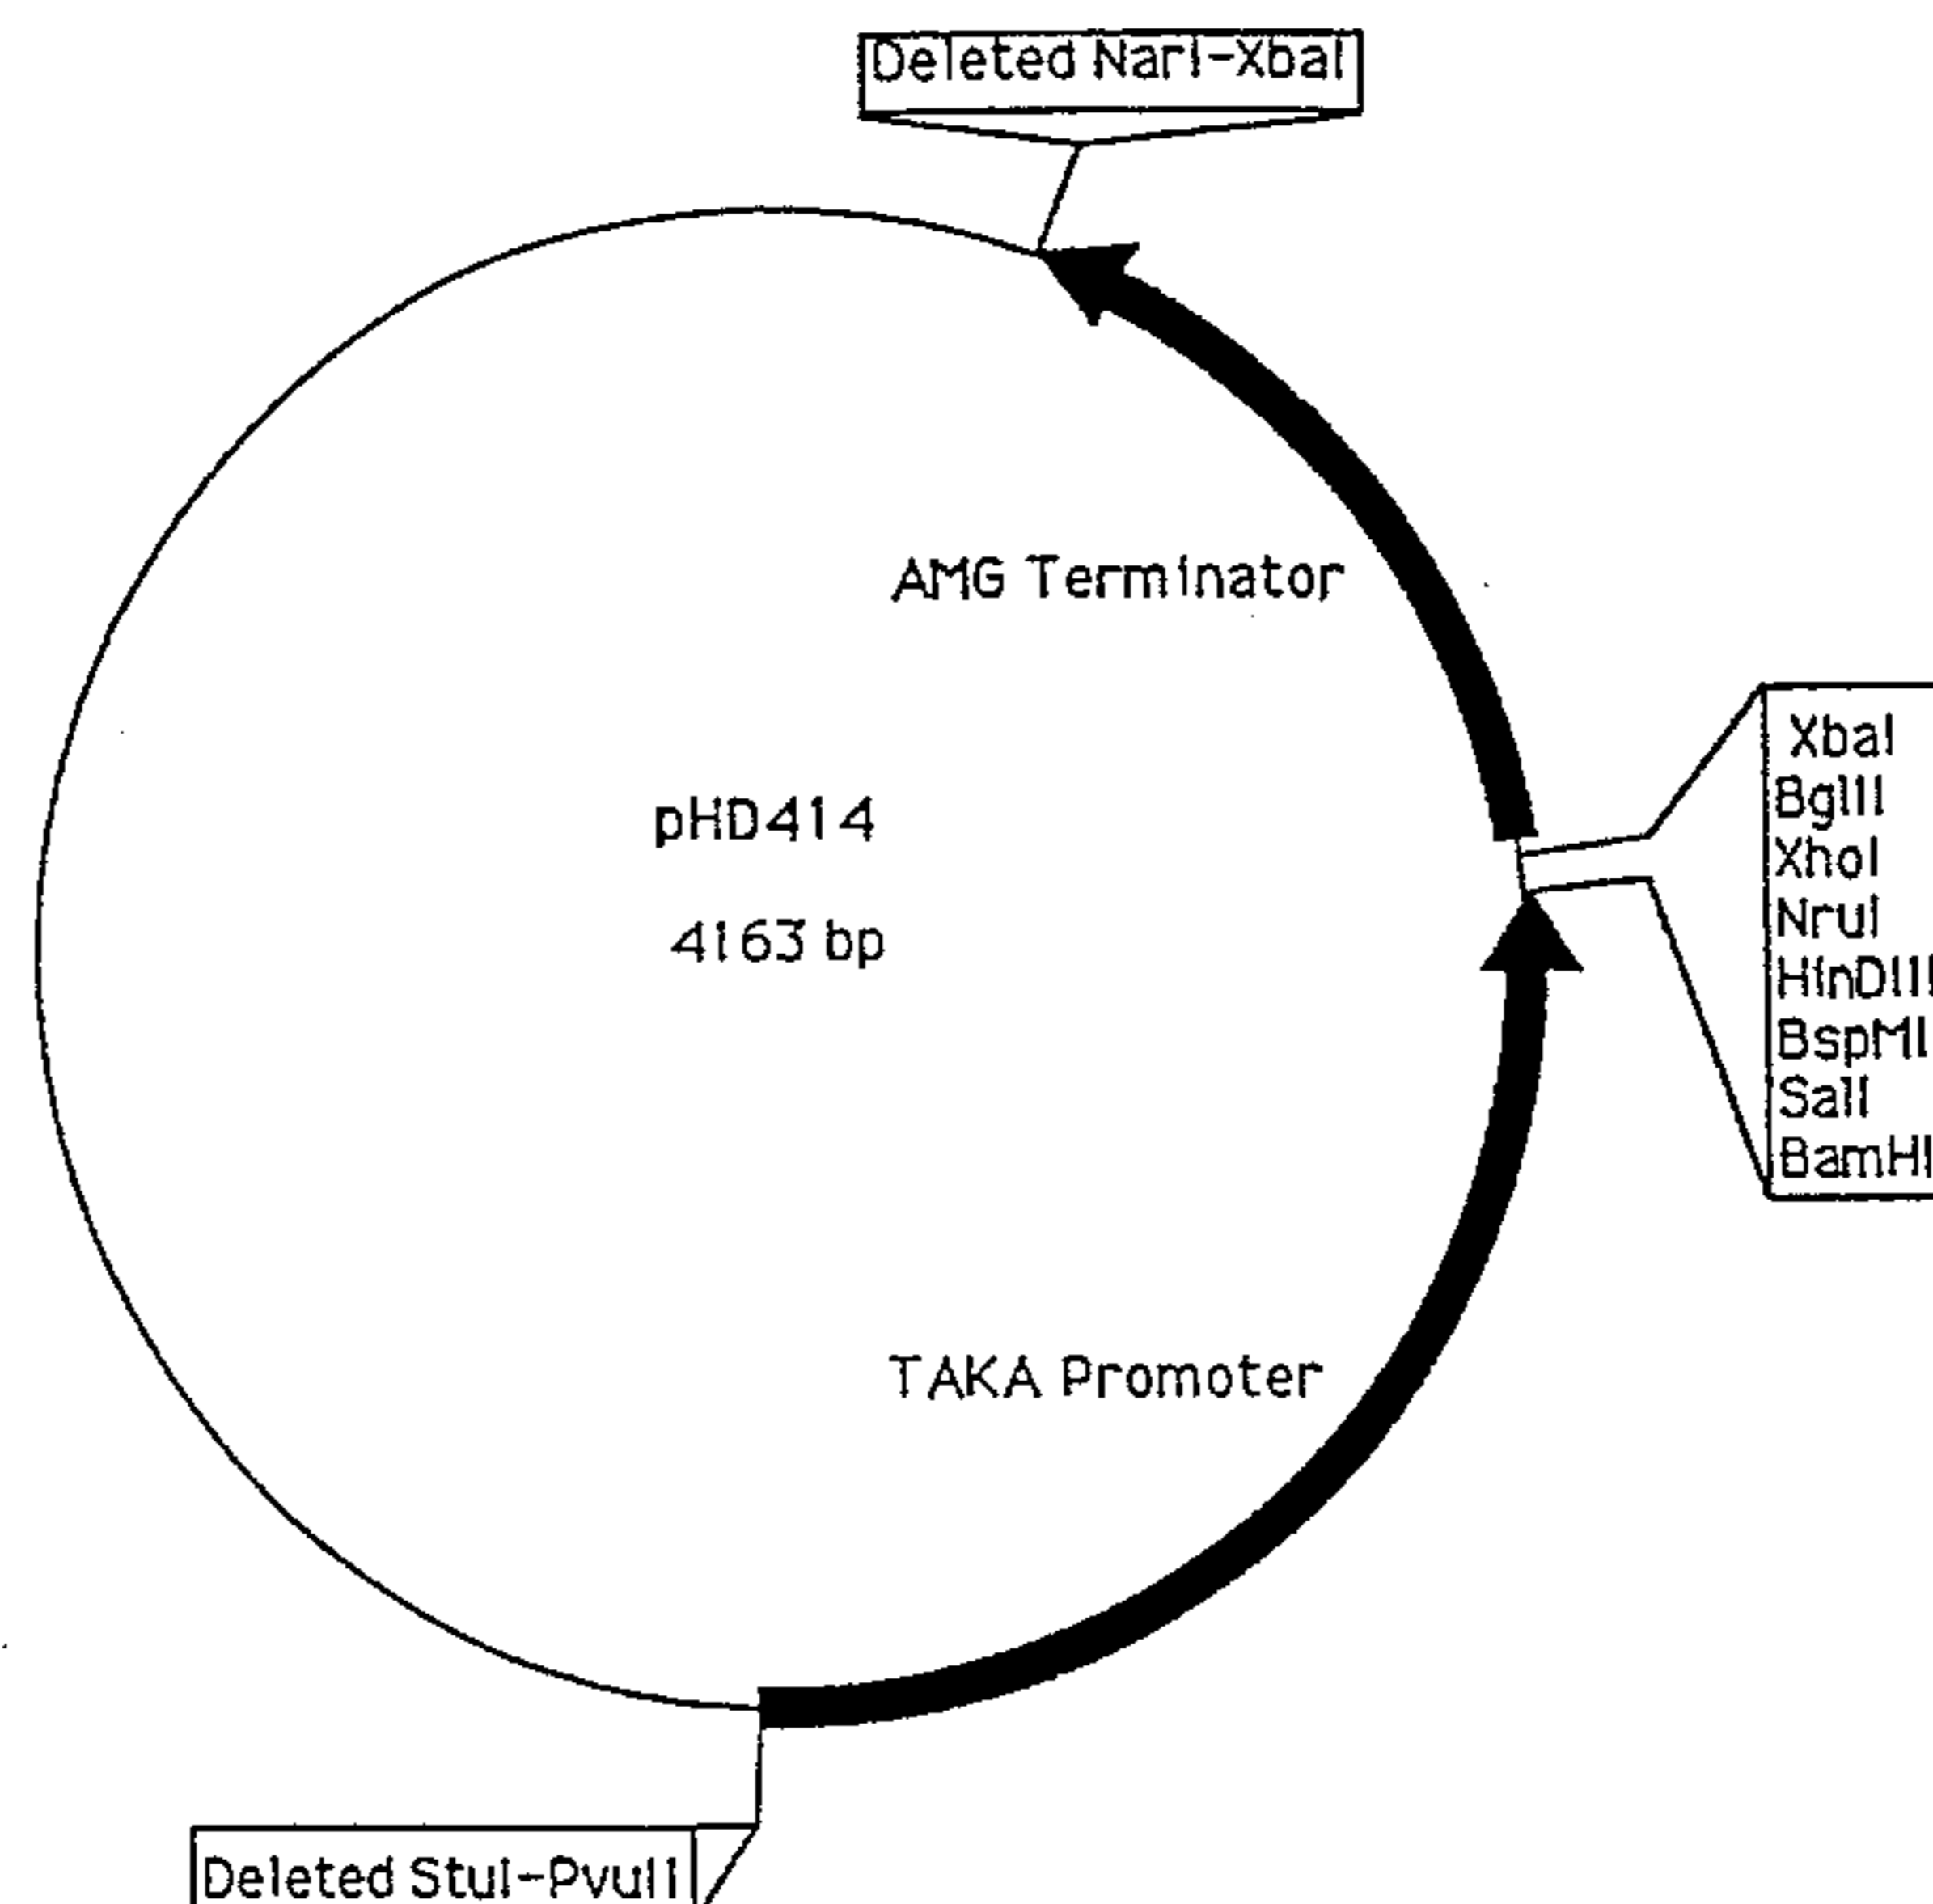 Deleted NarI-XbaI
AMG Terminator
pHD414
4163 bp
XbaI
BglII
XhoI
NruI
HinDIII
BspMI
SalI
BamHI
TAKA Promoter
Deleted StuI-PvuII